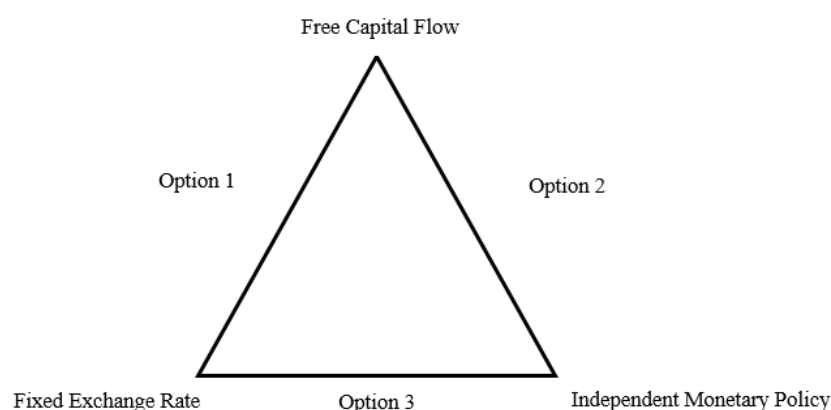 Free Capital Flow
Option 1
Option 2
Fixed Exchange Rate
Option 3
Independent Monetary Policy